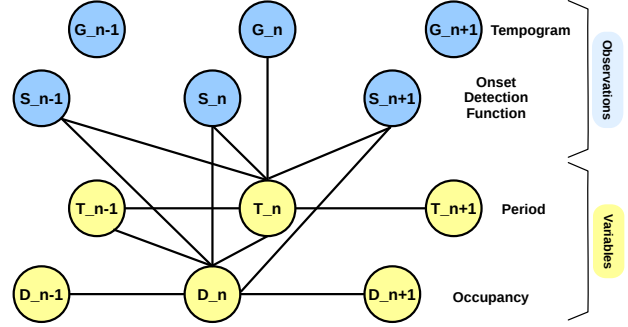 G_n-1
G_n
G_n+1
Tempogram
S_n-1
S_n
S_n+1
Onset
Detection
Function
Observations
T_n-1
T_n
T_n+1
Period
D_n-1
D_n
D_n+1
Occupancy
Variables